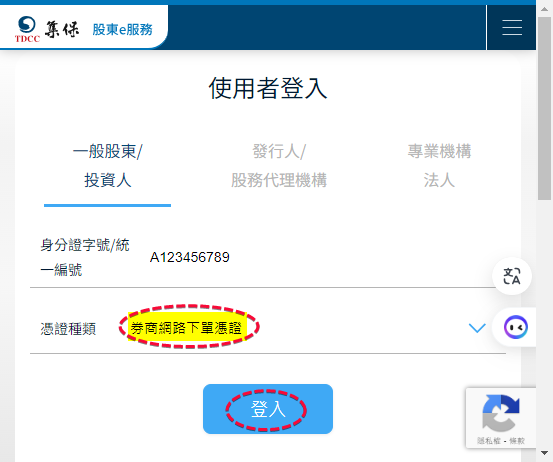 TDCC 集保 股東e服務
使用者登入
一般股東/
投資人
發行人/
股務代理機構
專業機構
法人
身分證字號/統
一編號
A123456789
憑證種類
券商網路下單憑證
登入
文A
隱私權 - 條款